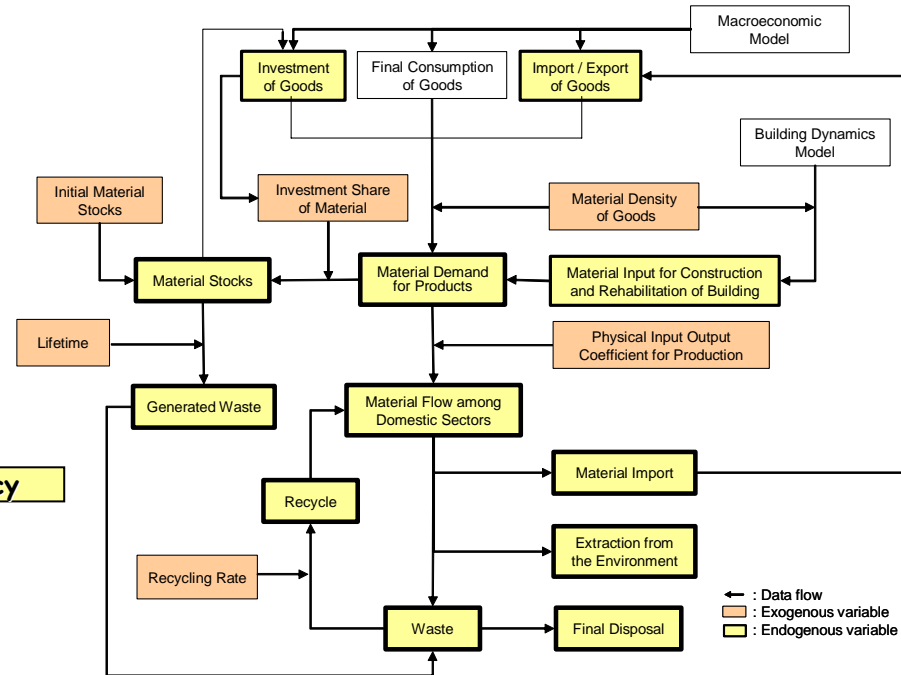 Macroeconomic
Model
Investment
of Goods
Final Consumption
of Goods
Import / Export
of Goods
Building Dynamics
Model
Initial Material
Stocks
Investment Share
of Material
Material Density
of Goods
Material Stocks
Material Demand
for Products
Material Input for Construction
and Rehabilitation of Building
Lifetime
Physical Input Output
Coefficient for Production
Generated Waste
Material Flow among
Domestic Sectors
cy
Recycle
Material Import
Extraction from
the Environment
Recycling Rate
Waste
Final Disposal
: Data flow
: Exogenous variable
: Endogenous variable